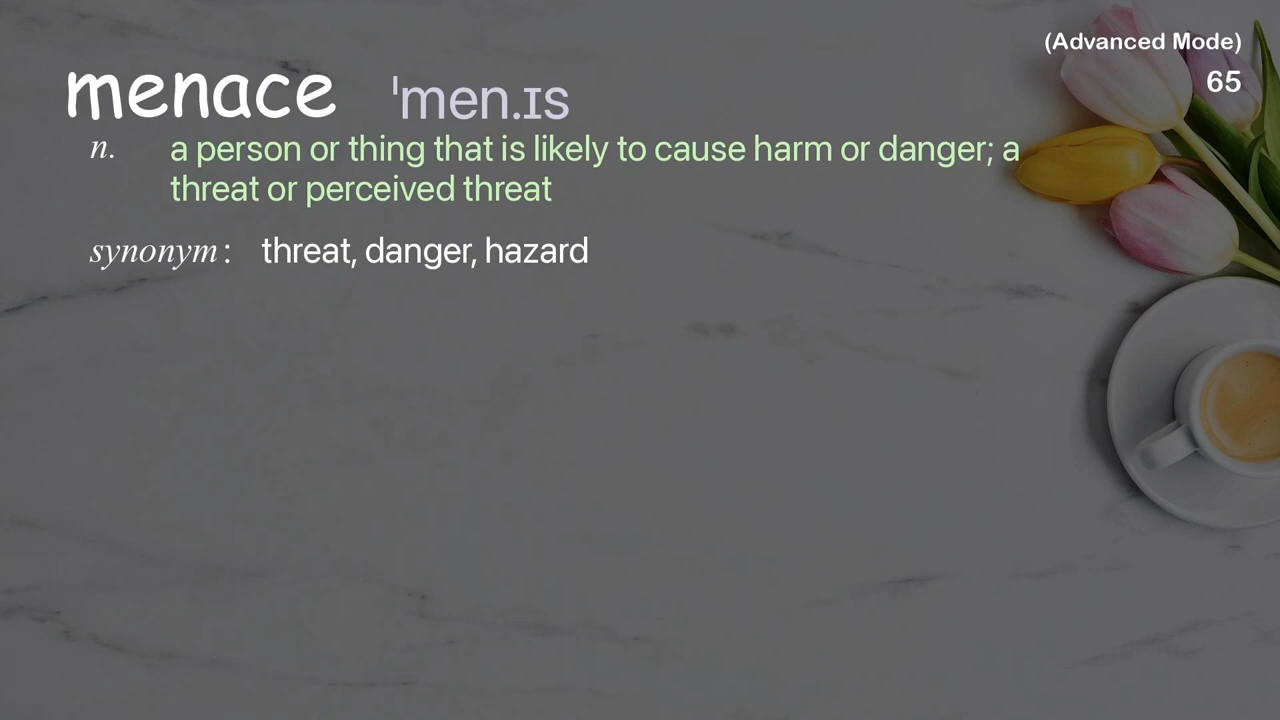 (Advanced Mode)
65
menace ˈmen.ɪs
n. a person or thing that is likely to cause harm or danger; a
threat or perceived threat
synonym: threat, danger, hazard